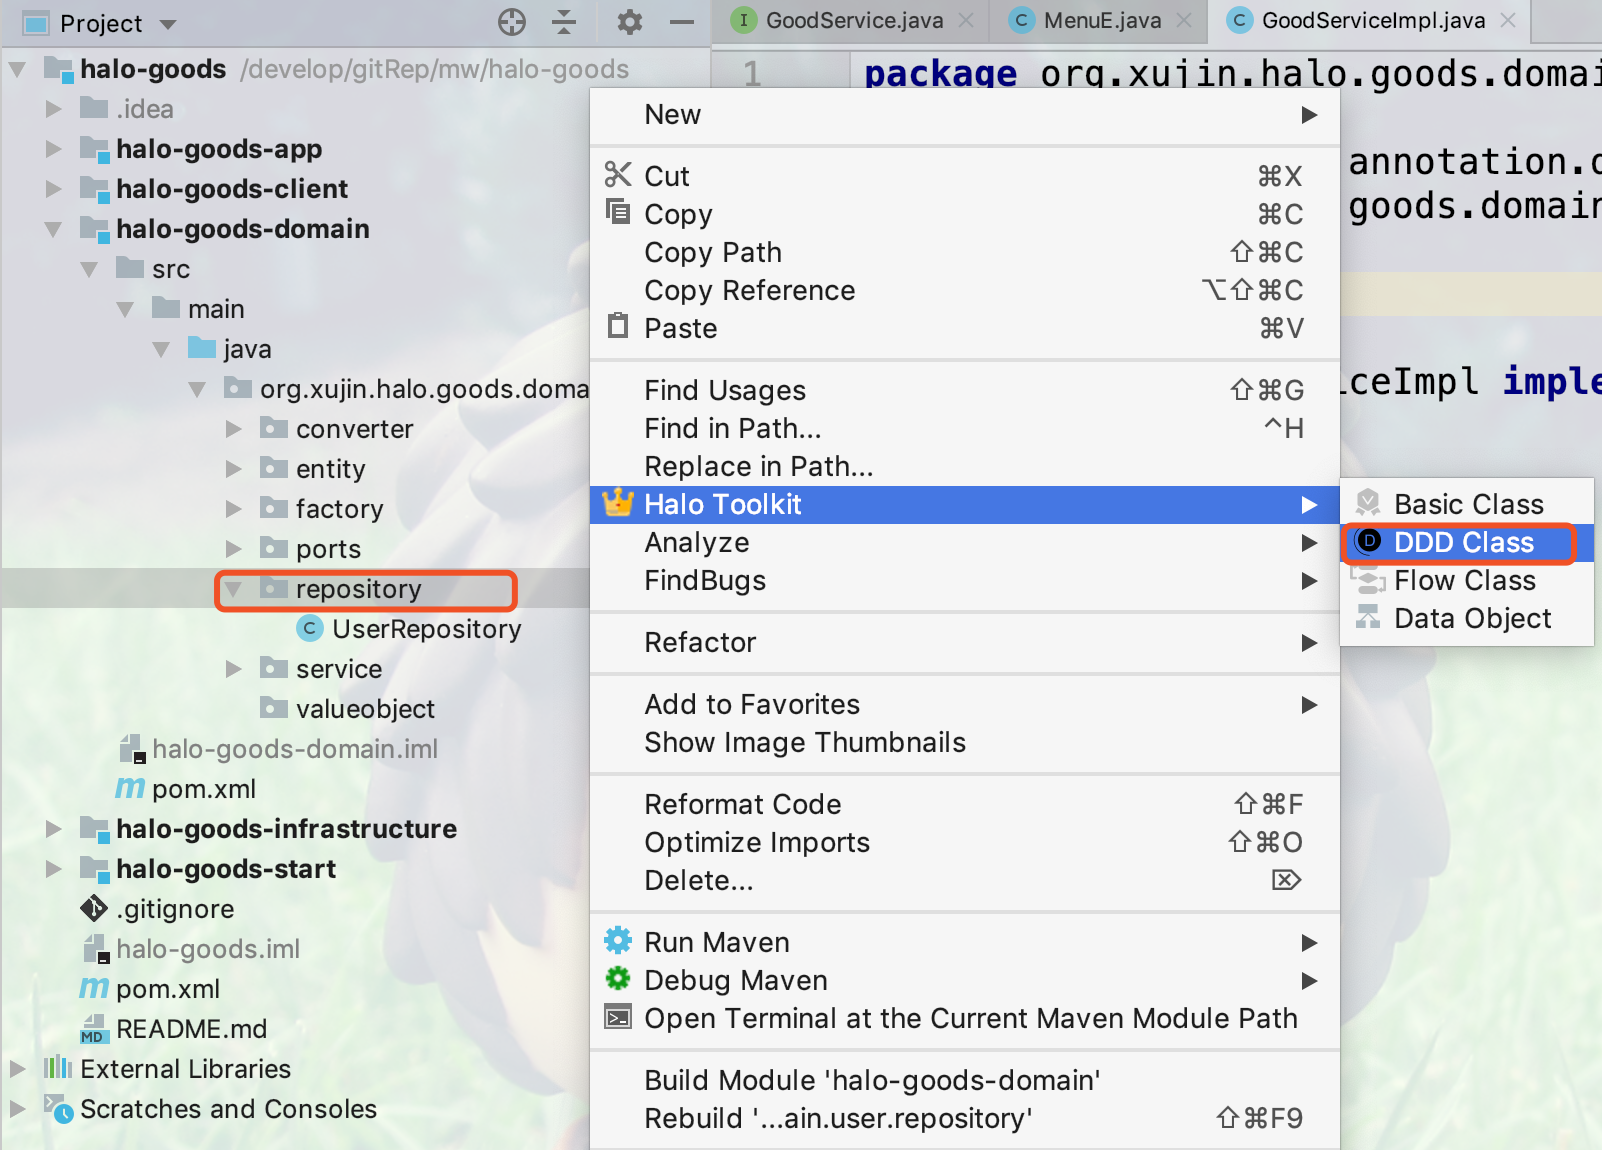 Project
halo-goods /develop/gitRep/mw/halo-goods
.idea
halo-goods-app
halo-goods-client
halo-goods-domain
src
main
java
org.xujin.halo.goods.doma
converter
entity
factory
ports
repository
C UserRepository
service
valueobject
halo-goods-domain.iml
m pom.xml
halo-goods-infrastructure
halo-goods-start
.gitignore
halo-goods.iml
m pom.xml
MD README.md
External Libraries
Scratches and Consoles
I GoodService.java
C MenuE.java
C GoodServiceImpl.java
1 package org.xujin.halo.goods.domai
annotation.
goods.domain
iceImpl imple
New
Cut ⌘X
Copy ⌘C
Copy Path ⇧⌘C
Copy Reference ⌥⇧⌘C
Paste ⌘V
Find Usages ⇧⌘G
Find in Path... ^H
Replace in Path...
Halo Toolkit
Analyze
FindBugs
Refactor
Add to Favorites
Show Image Thumbnails
Reformat Code ⇧⌘F
Optimize Imports ⇧⌘O
Delete... ⌦
Run Maven
Debug Maven
Open Terminal at the Current Maven Module Path
Build Module 'halo-goods-domain'
Rebuild '...ain.user.repository' ⇧⌘F9
Basic Class
D DDD Class
Flow Class
Data Object